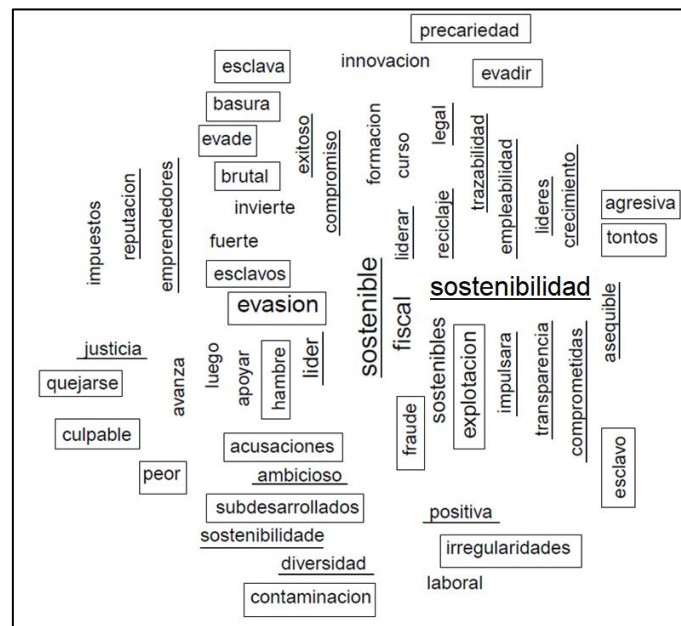 precariedad
innovacion
esclava
evadir
basura
evade
exitoso
compromiso
formacion
curso
legal
trazabilidad
empleabilidad
brutal
invierte
impuestos
reputacion
emprendedores
liderar
reciclaje
lideres
crecimiento
agresiva
tontos
fuerte
esclavos
evasion
sostenible
fiscal
sostenibilidad
asequible
justicia
quejarse
avanza
luego
apoyar
hambre
lider
sostenibles
explotacion
impulsara
transparencia
comprometidas
fraude
culpable
peor
acusaciones
ambicioso
esclavo
subdesarrollados
sostenibilidade
positiva
irregularidades
diversidad
contaminacion
laboral